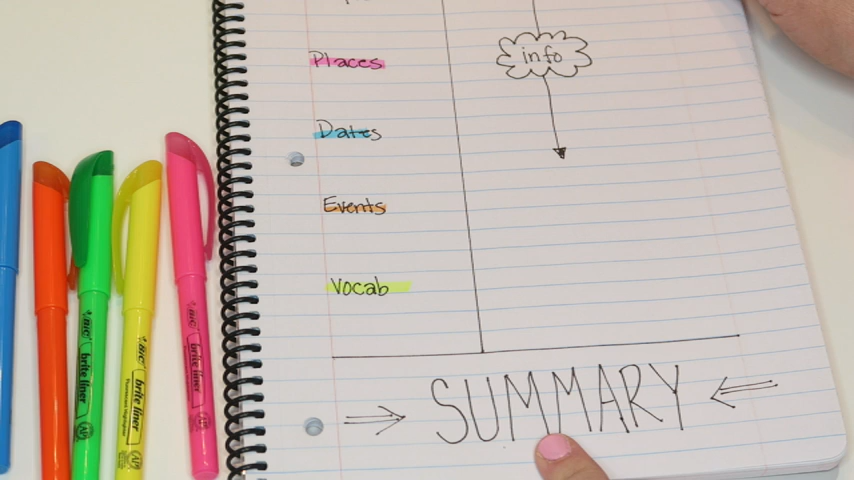 Places
info
Dates
Events
Vocab
SUMMARY
BIC
brite liner
BIC
brite liner
BIC
brite liner